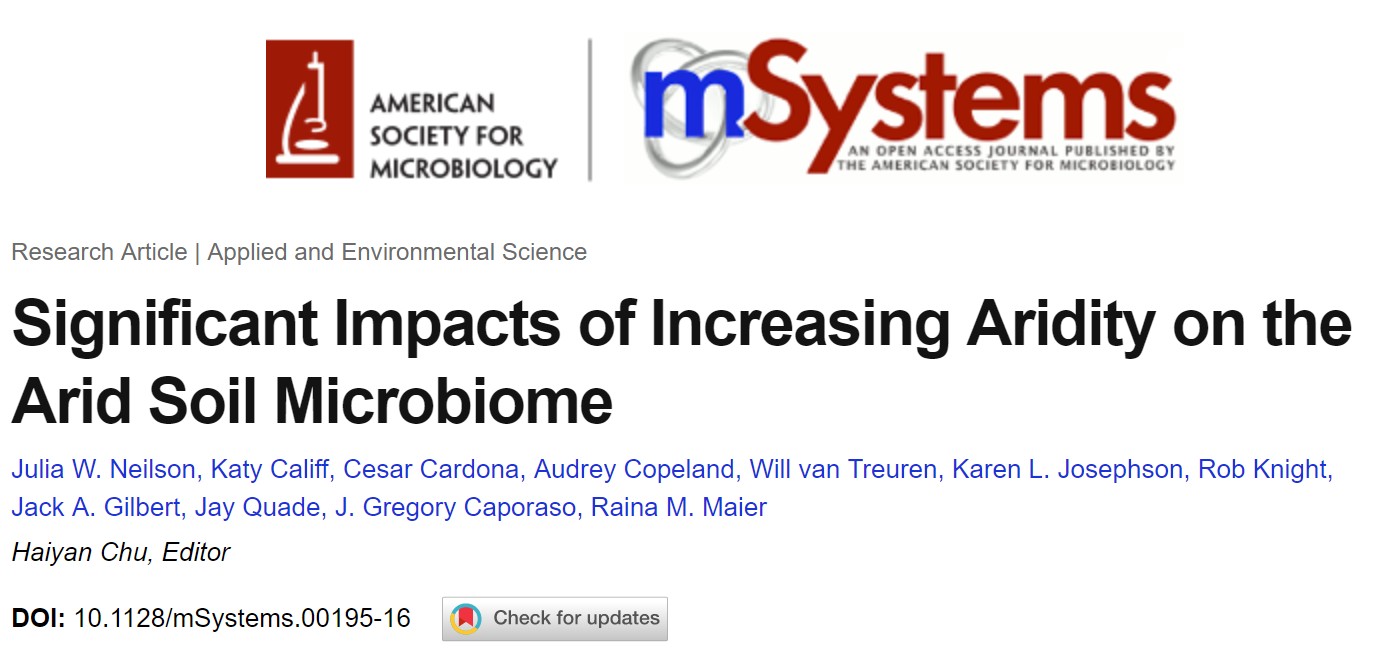 AMERICAN
SOCIETY FOR
MICROBIOLOGY
mSystems
AN OPEN ACCESS JOURNAL PUBLISHED BY
THE AMERICAN SOCIETY FOR MICROBIOLOGY
Research Article | Applied and Environmental Science
Significant Impacts of Increasing Aridity on the
Arid Soil Microbiome
Julia W. Neilson, Katy Califf, Cesar Cardona, Audrey Copeland, Will van Treuren, Karen L. Josephson, Rob Knight,
Jack A. Gilbert, Jay Quade, J. Gregory Caporaso, Raina M. Maier
Haiyan Chu, Editor
DOI: 10.1128/mSystems.00195-16
Check for updates